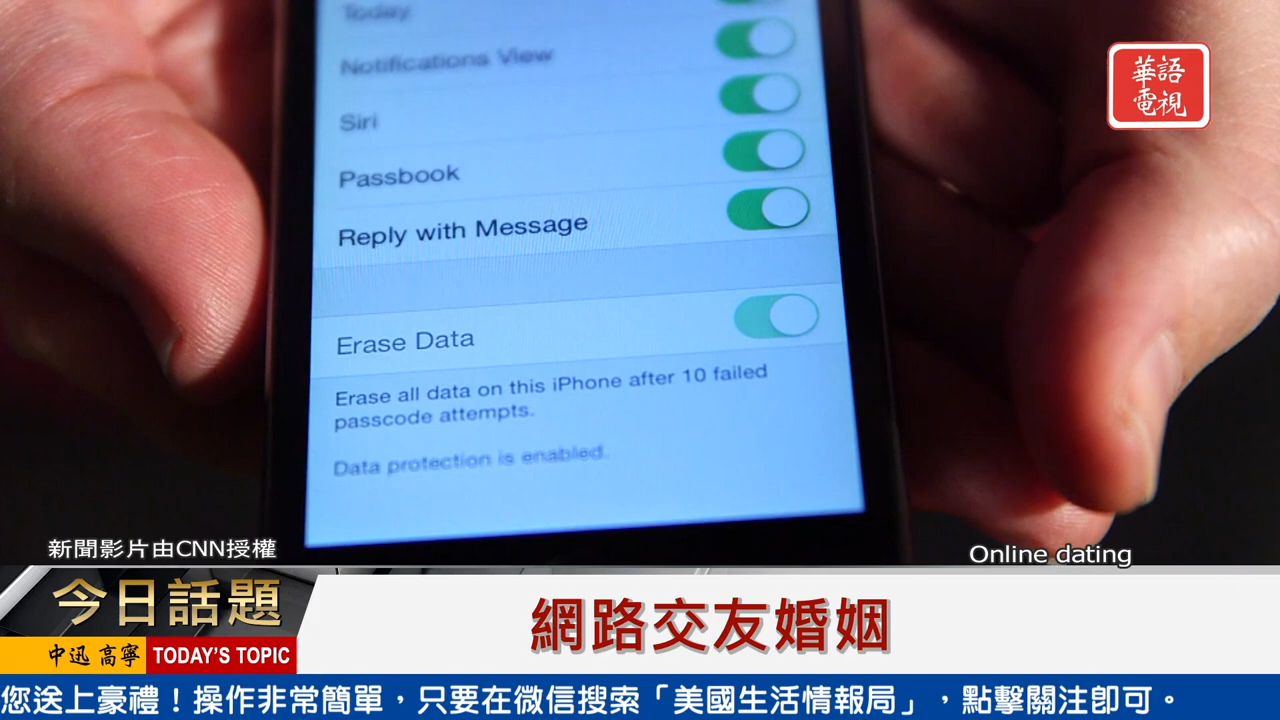 Today
Notifications View
Siri
Passbook
Reply with Message
Erase Data
Erase all data on this iPhone after 10 failed
passcode attempts.
Data protection is enabled.
華語
電視
新聞影片由CNN授權
Online dating
今日話題
中迅 高寧
TODAY'S TOPIC
網路交友婚姻
您送上豪禮！操作非常簡單，只要在微信搜索「美國生活情報局」，點擊關注即可。